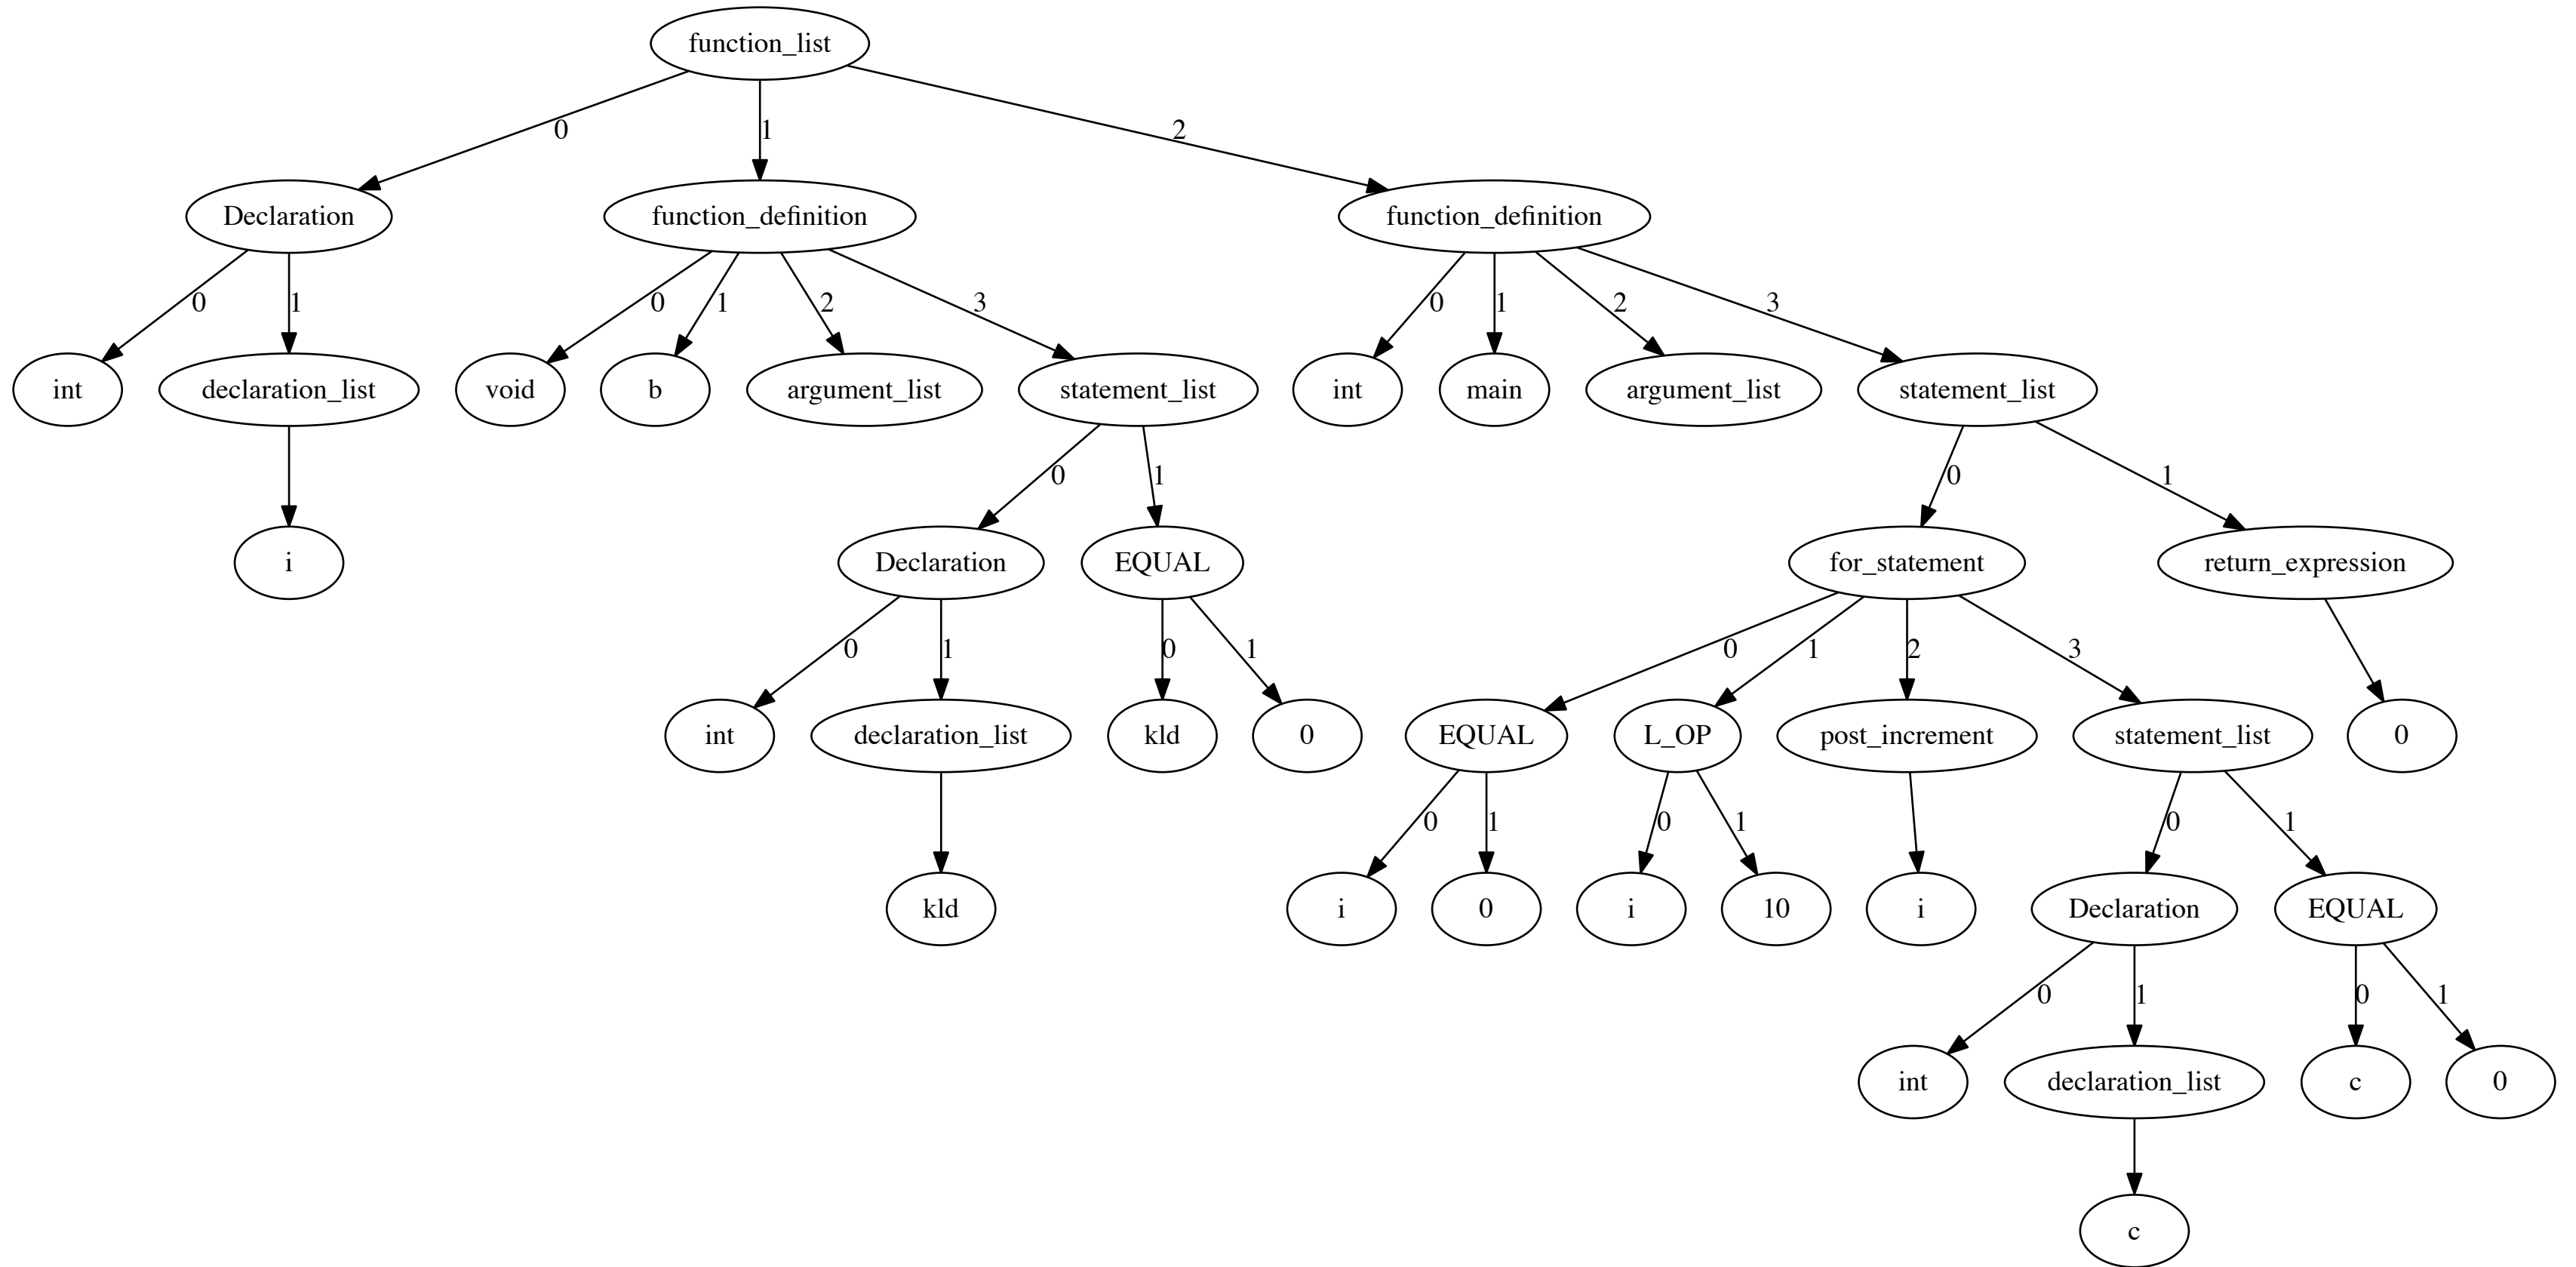 function_list
0
1
2
Declaration
function_definition
function_definition
0
1
0
1
2
3
0
1
2
3
int
declaration_list
void
b
argument_list
statement_list
int
main
argument_list
statement_list
0
1
0
1
i
Declaration
EQUAL
for_statement
return_expression
0
1
0
1
0
1
2
3
int
declaration_list
kld
0
EQUAL
L_OP
post_increment
statement_list
0
0
1
0
1
0
1
kld
i
0
i
10
i
Declaration
EQUAL
0
1
0
1
int
declaration_list
c
0
c